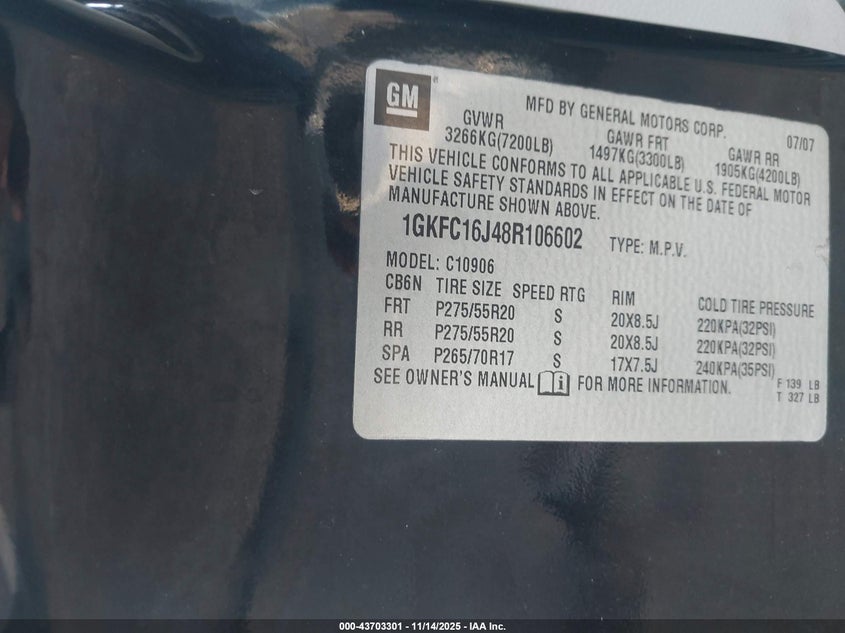 GM
MFD BY GENERAL MOTORS CORP. 07/07
GVWR GAWR FRT GAWR RR
3266KG(7200LB) 1497KG(3300LB) 1905KG(4200LB)
THIS VEHICLE CONFORMS TO ALL APPLICABLE U.S. FEDERAL MOTOR
VEHICLE SAFETY STANDARDS IN EFFECT ON THE DATE OF
MANUFACTURE SHOWN ABOVE.
1GKFC16J48R106602 TYPE: M.P.V.
MODEL: C10906
CB6N TIRE SIZE SPEED RTG RIM COLD TIRE PRESSURE
FRT P275/55R20 S 20X8.5J 220KPA(32PSI)
RR P275/55R20 S 20X8.5J 220KPA(32PSI)
SPA P265/70R17 S 17X7.5J 240KPA(35PSI)
SEE OWNER'S MANUAL i FOR MORE INFORMATION.
F 139 LB
T 327 LB
000-43703301 - 11/14/2025 - IAA Inc.